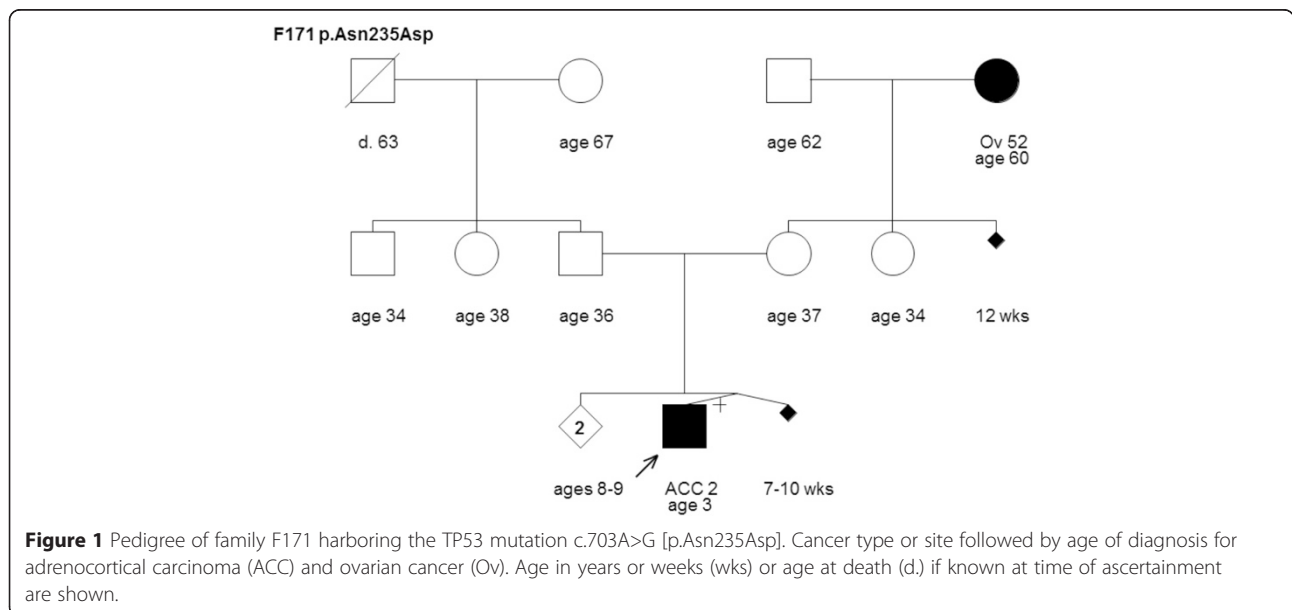 F171 p.Asn235Asp
d. 63
age 67
age 62
Ov 52
age 60
age 34
age 38
age 36
age 37
age 34
12 wks
2
+
ages 8-9
ACC 2
age 3
7-10 wks
Figure 1 Pedigree of family F171 harboring the TP53 mutation c.703A>G [p.Asn235Asp]. Cancer type or site followed by age of diagnosis for
adrenocortical carcinoma (ACC) and ovarian cancer (Ov). Age in years or weeks (wks) or age at death (d.) if known at time of ascertainment
are shown.